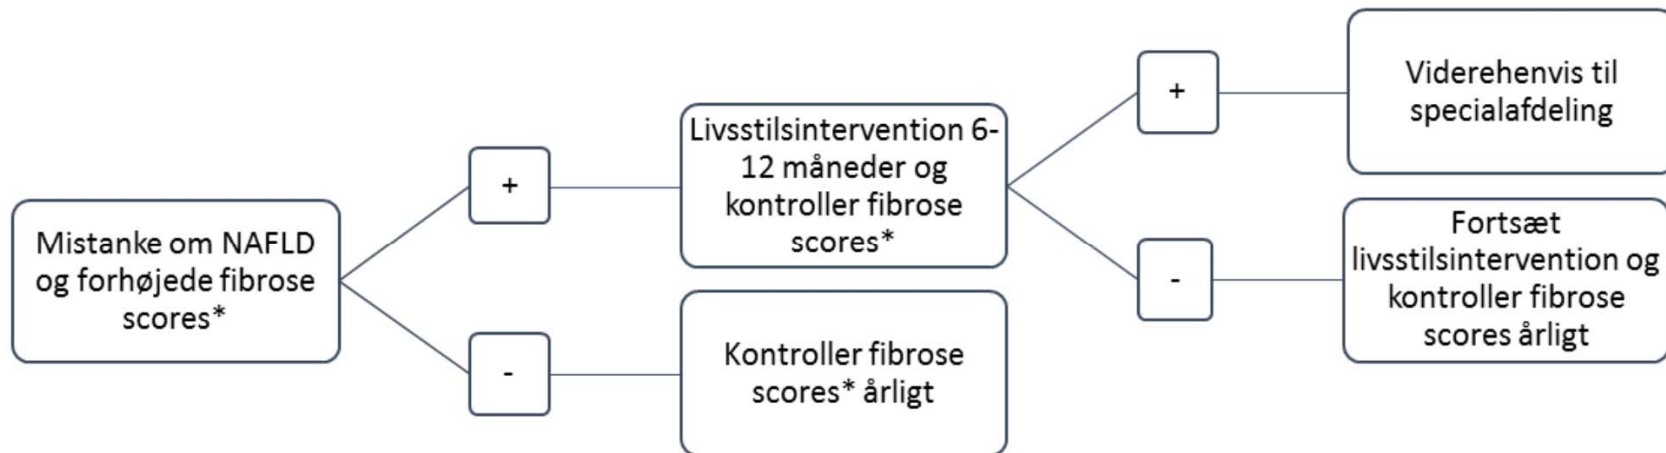 Mistanke om NAFLD
og forhøjede fibrose
scores*
+
-
Livsstilsintervention 6-
12 måneder og
kontroller fibrose
scores*
Kontroller fibrose
scores* årligt
+
-
Viderehenvis til
specialafdeling
Fortsæt
livsstilsintervention og
kontroller fibrose
scores årligt